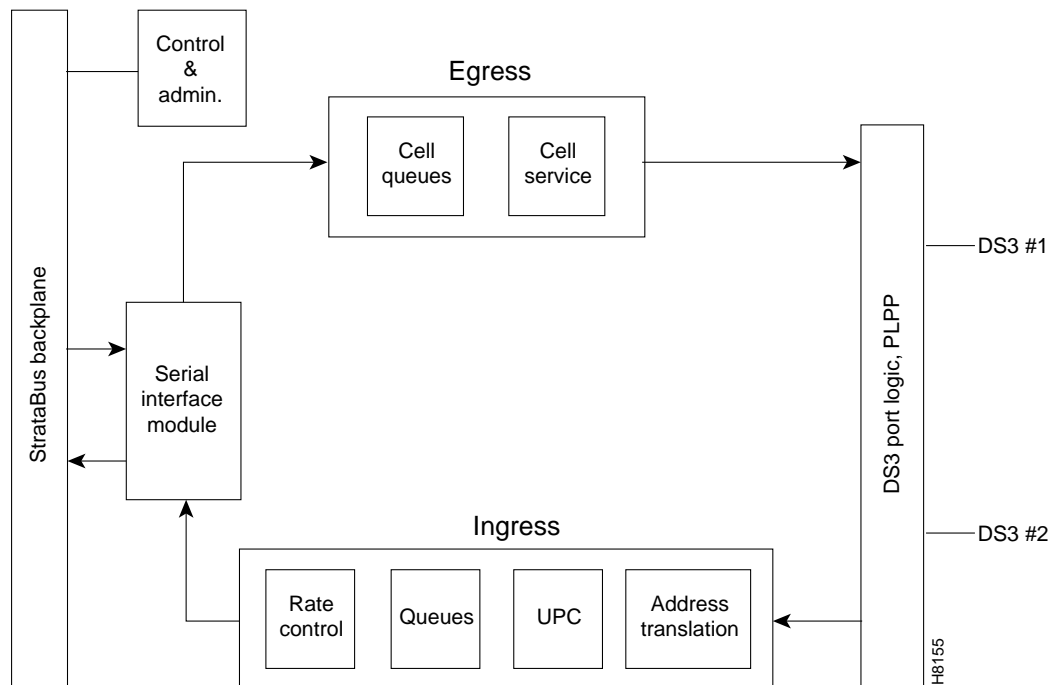 Control
&
admin.
Egress
Cell
queues
Cell
service
DS3 #1
StrataBus backplane
Serial
interface
module
DS3 port logic, PLPP
DS3 #2
Ingress
Rate
control
Queues
UPC
Address
translation
H8155